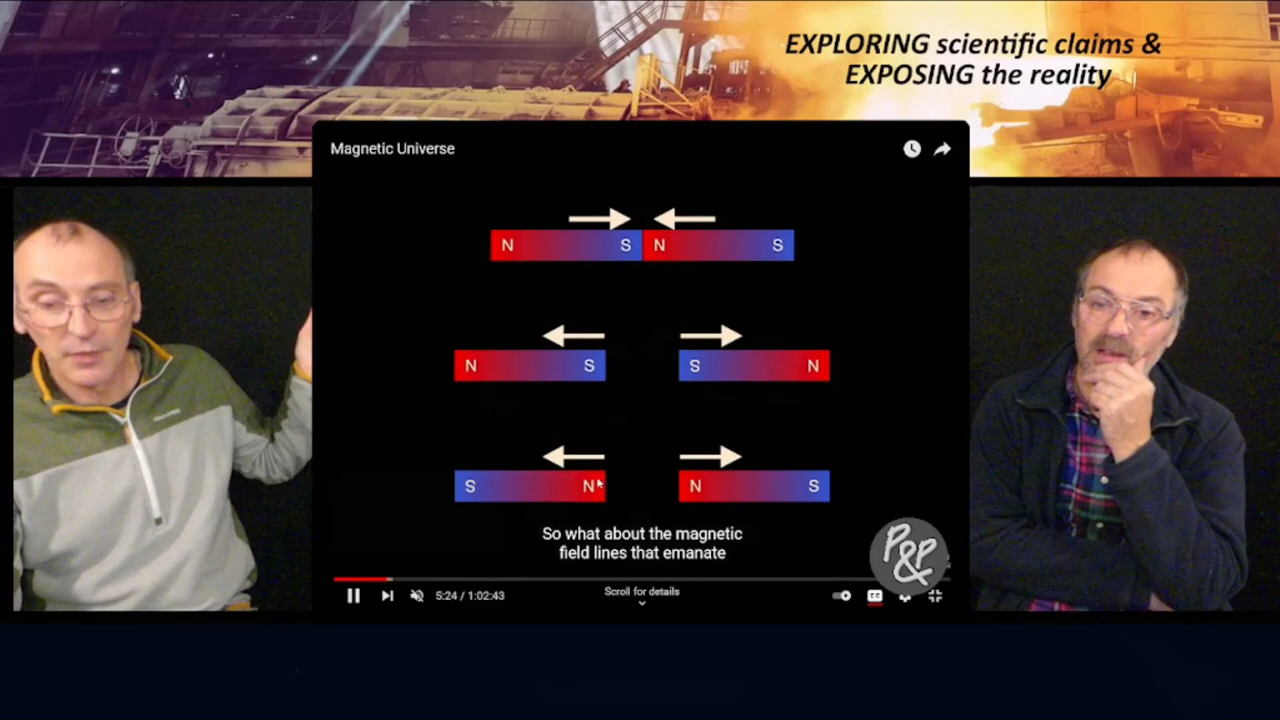 EXPLORING scientific claims &
EXPOSING the reality
Magnetic Universe
N S N S
N S S N
S N N S
So what about the magnetic
field lines that emanate
P&P
5:24 / 1:02:43
Scroll for details
CC